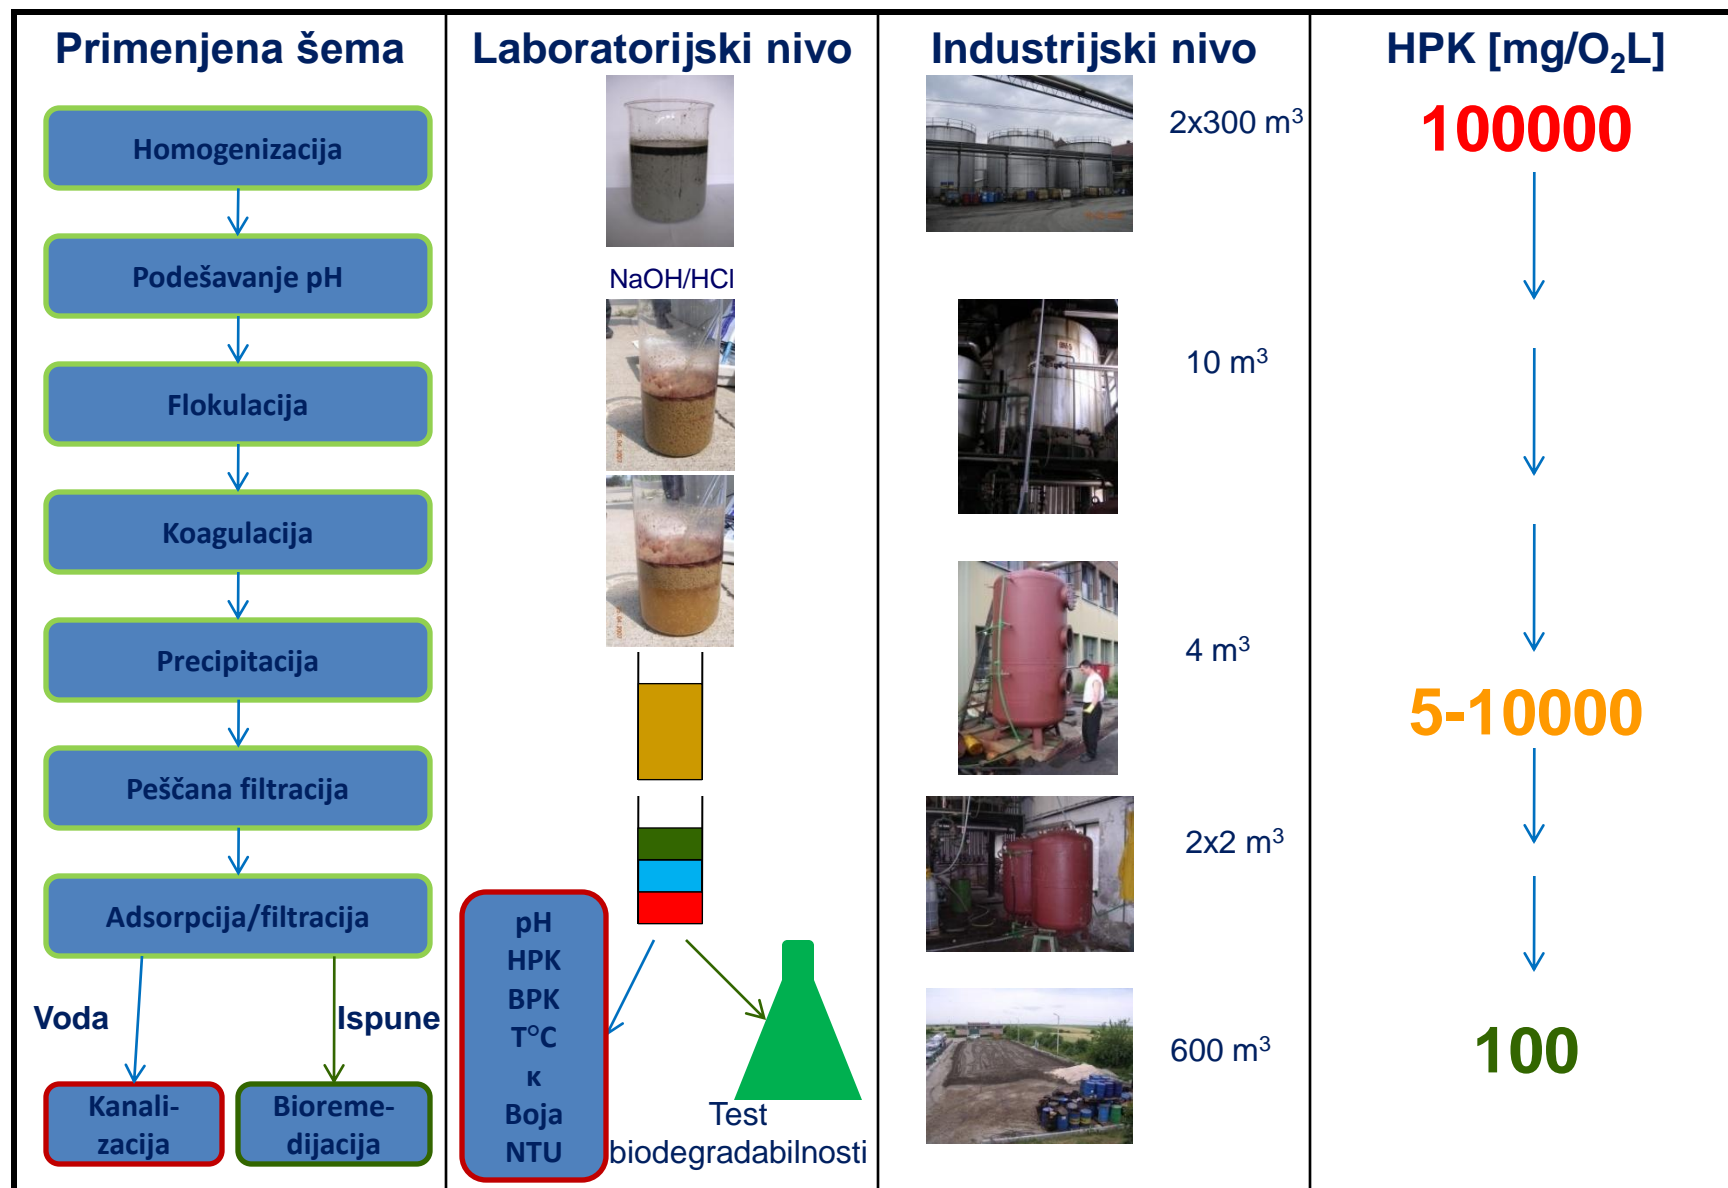 Primenjena šema
Homogenizacija
Podešavanje pH
Flokulacija
Koagulacija
Precipitacija
Peščana filtracija
Adsorpcija/filtracija
Voda
Ispune
Kanali-
zacija
Bioreme-
dijacija
Laboratorijski nivo
NaOH/HCl
pH
HPK
BPK
T°C
κ
Boja
NTU
Test
biodegradabilnosti
Industrijski nivo
2x300 m³
10 m³
4 m³
2x2 m³
600 m³
HPK [mg/O₂L]
100000
5-10000
100